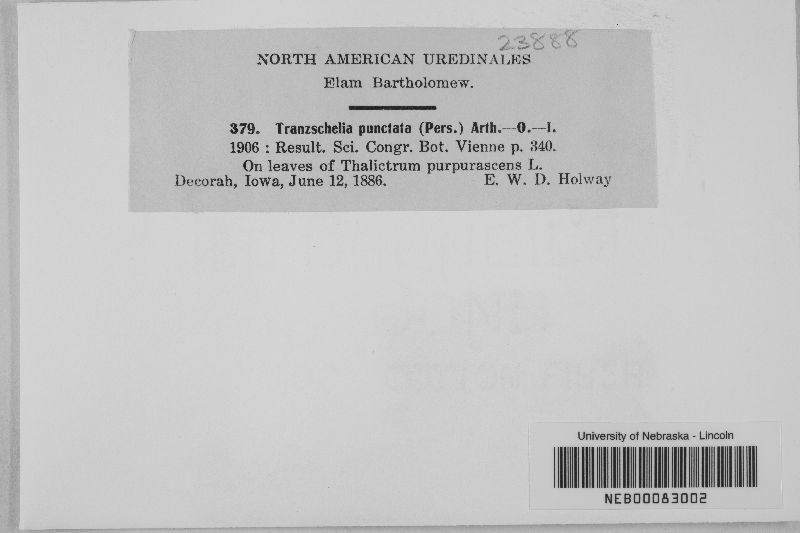 23888
NORTH AMERICAN UREDINALES
Elam Bartholomew.
379. Tranzschelia punctata (Pers.) Arth.—O.—I.
1906 : Result. Sci. Congr. Bot. Vienne p. 340.
On leaves of Thalictrum purpurascens L.
Decorah, Iowa, June 12, 1886. E. W. D. Holway
University of Nebraska - Lincoln
NEB00083002